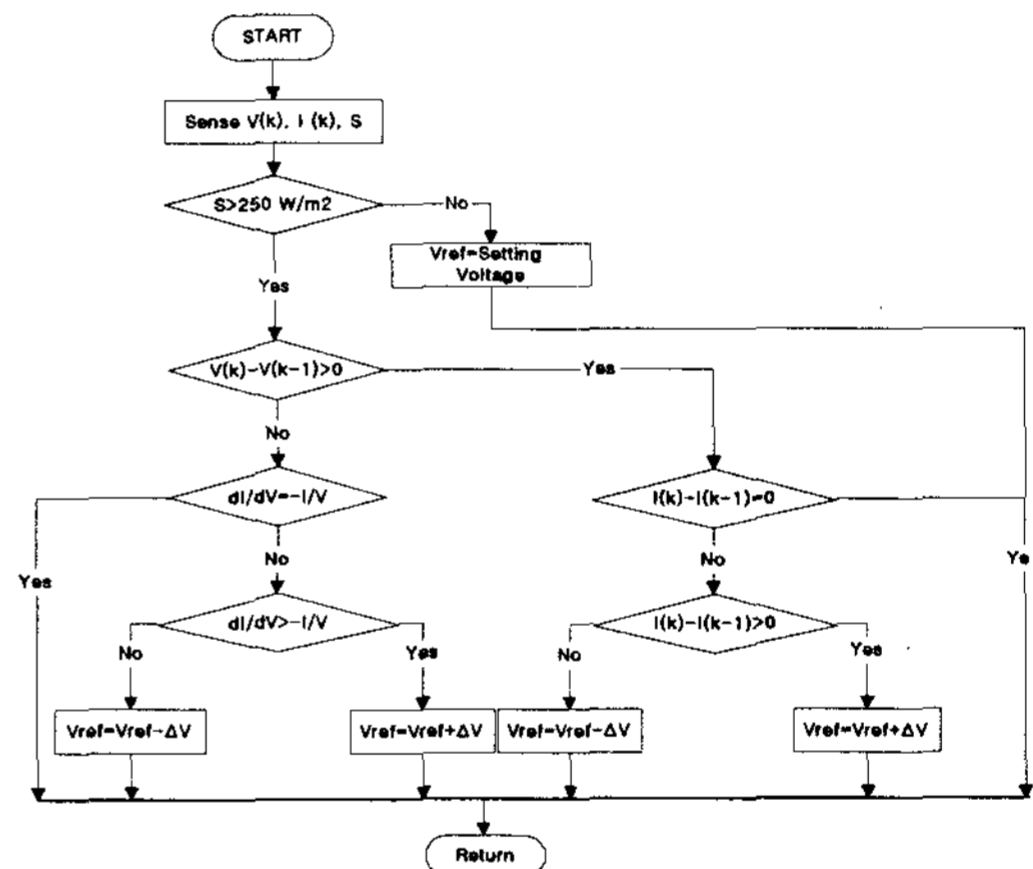 START
Sense V(k), I (k), S
S>250 W/m2
No
Vref=Setting
Voltage
Yes
V(k)-V(k-1)>0
Yes
No
dI/dV=-I/V
I(k)-I(k-1)=0
Yes
No
No
Ye
dI/dV>-I/V
I(k)-I(k-1)>0
No
Yes
No
Yes
Vref=Vref-ΔV
Vref=Vref+ΔV
Vref=Vref-ΔV
Vref=Vref+ΔV
Return